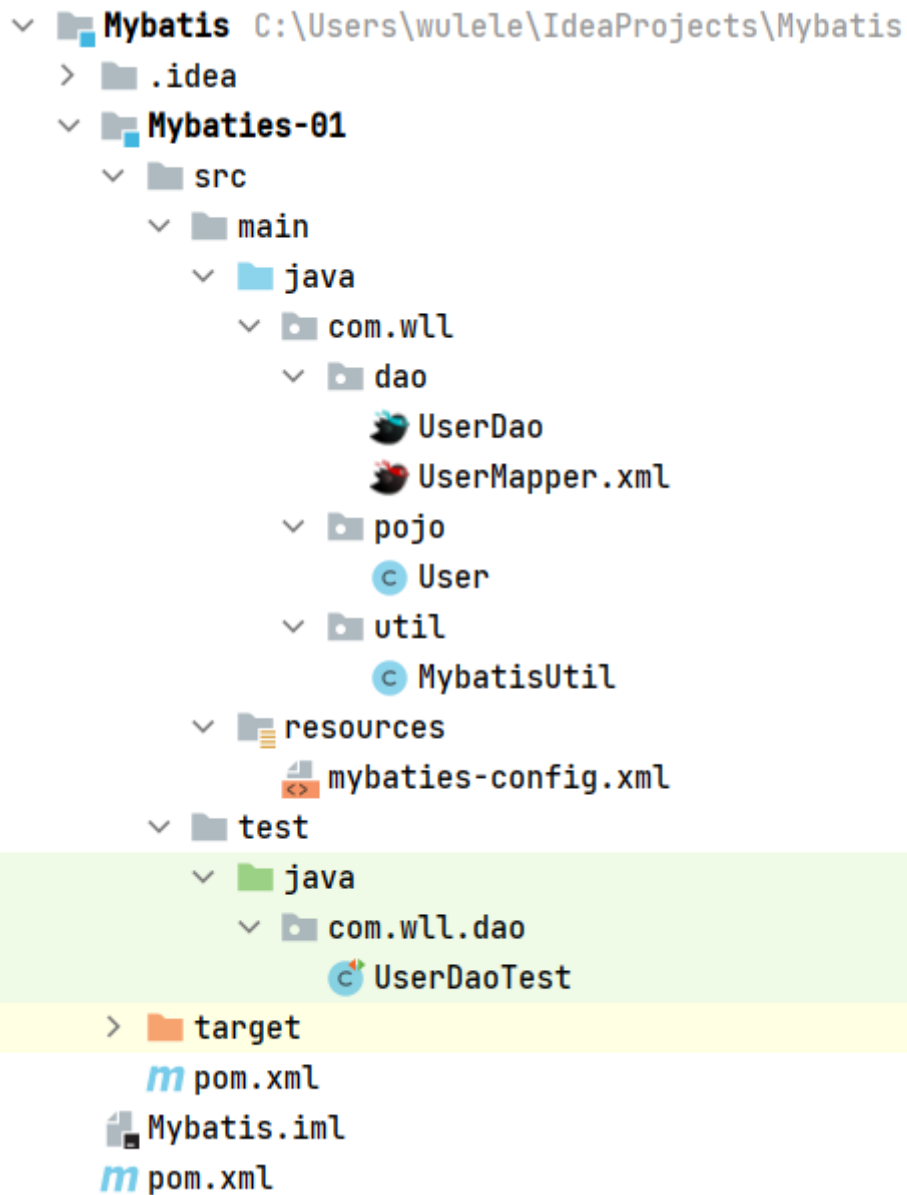 Mybatis C:\Users\wulele\IdeaProjects\Mybatis
.idea
Mybaties-01
src
main
java
com.wll
dao
UserDao
UserMapper.xml
pojo
User
util
MybatisUtil
resources
mybaties-config.xml
test
java
com.wll.dao
UserDaoTest
target
pom.xml
Mybatis.iml
pom.xml